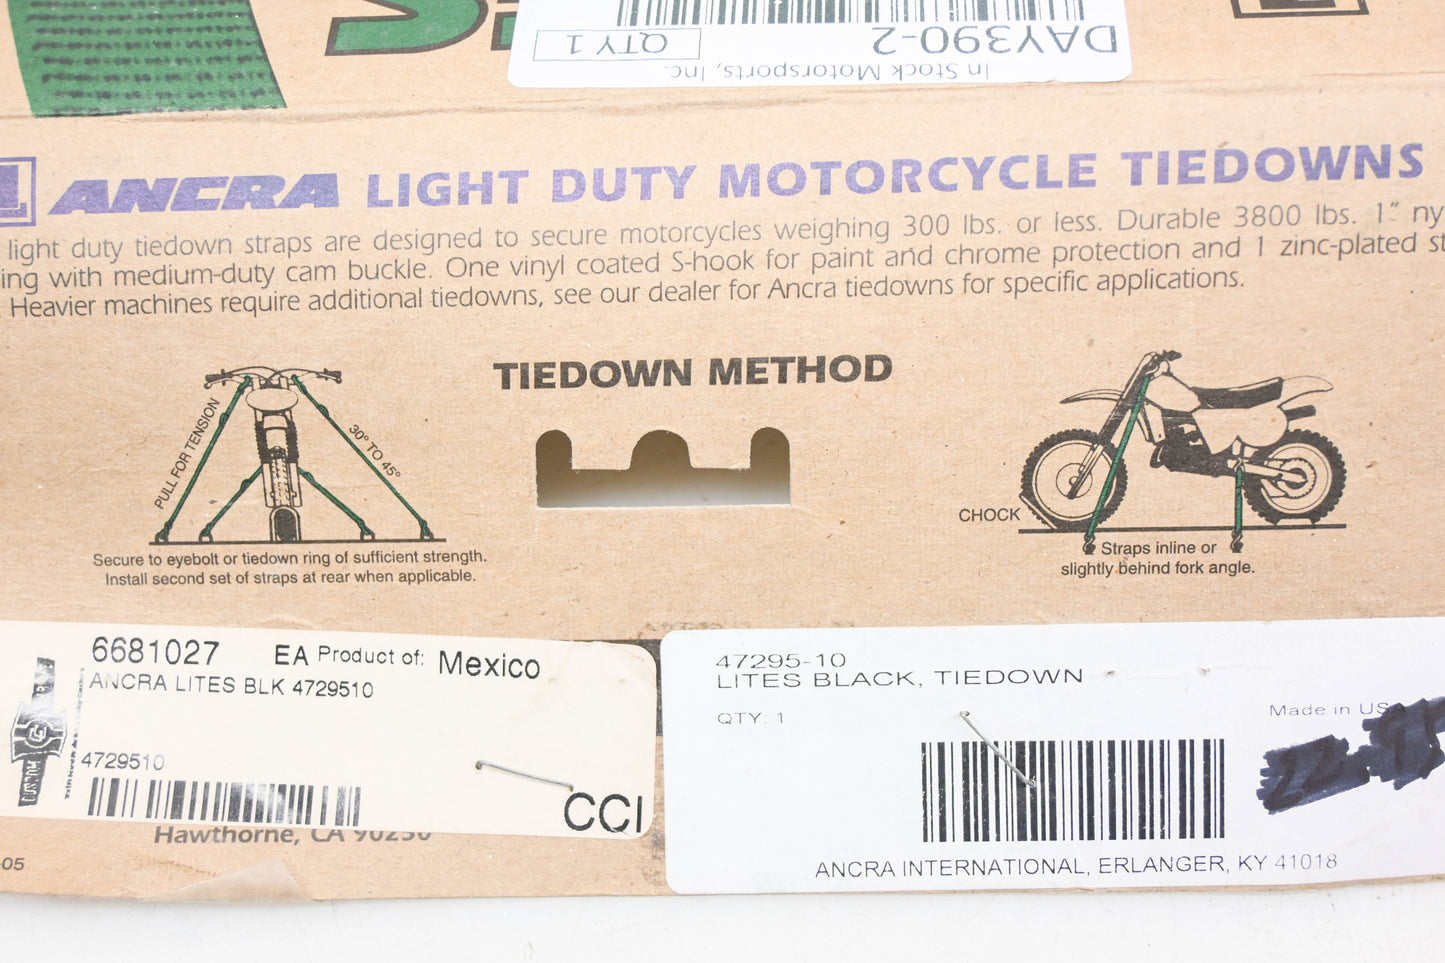 DAY390-2
QTY 1
In Stock Motorsports, Inc.
ANCRA LIGHT DUTY MOTORCYCLE TIEDOWNS
light duty tiedown straps are designed to secure motorcycles weighing 300 lbs. or less. Durable 3800 lbs. 1" ny
ing with medium-duty cam buckle. One vinyl coated S-hook for paint and chrome protection and 1 zinc-plated st
Heavier machines require additional tiedowns, see our dealer for Ancra tiedowns for specific applications.
TIEDOWN METHOD
PULL FOR TENSION
30° TO 45°
Secure to eyebolt or tiedown ring of sufficient strength.
Install second set of straps at rear when applicable.
CHOCK
Straps inline or
slightly behind fork angle.
6681027 EA Product of: Mexico
ANCRA LITES BLK 4729510
4729510
CCI
Hawthorne, CA 90250
-05
47295-10
LITES BLACK, TIEDOWN
QTY: 1
Made in USA
22-95
ANCRA INTERNATIONAL, ERLANGER, KY 41018